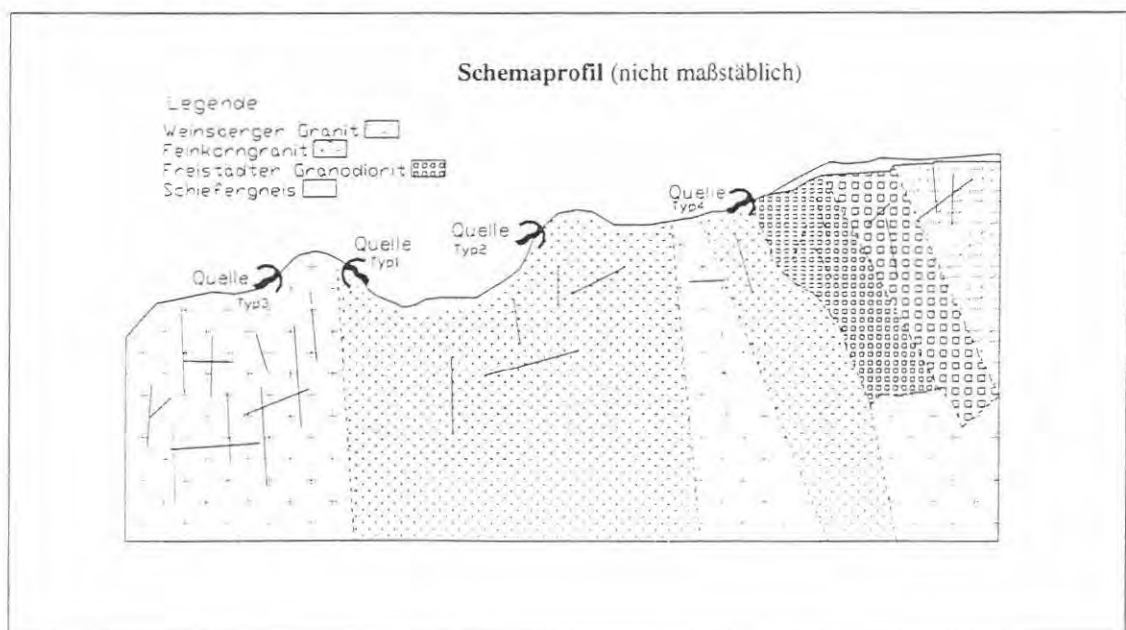 Schemaprofil (nicht maßstäblich)
Legende
Weinsberger Granit
Feinkorngranit
Freistädter Granodiorit
Schiefergneis
Quelle
Typ4
Quelle
Typ2
Quelle
Typ1
Quelle
Typ3